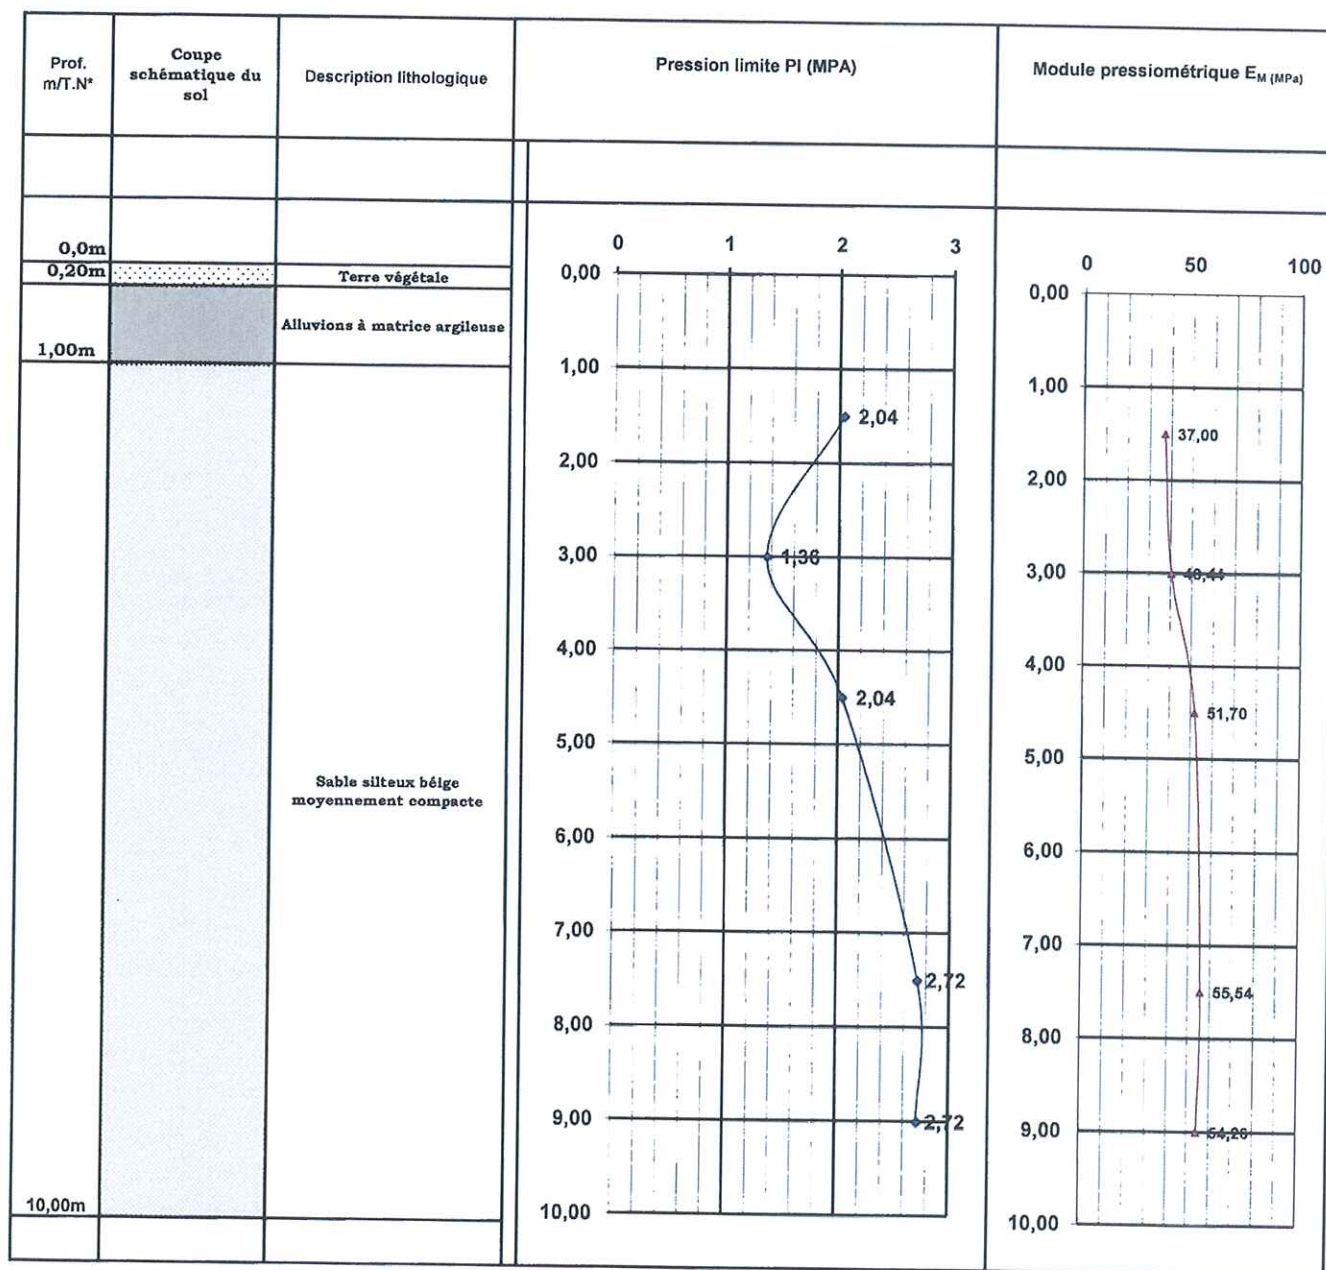 Prof.
m/T.N*
Coupe
schématique du
sol
Description lithologique
Pression limite Pl (MPA)
Module pressiométrique EM (MPa)
0,0m
0,20m
Terre végétale
Alluvions à matrice argileuse
1,00m
Sable silteux béige
moyennement compacte
10,00m
0 1 2 3
0,00
1,00
2,04
2,00
3,00
1,36
4,00
2,04
5,00
6,00
7,00
2,72
8,00
9,00
2,72
10,00
0 50 100
0,00
1,00
37,00
2,00
3,00
40,44
4,00
51,70
5,00
6,00
7,00
55,54
8,00
9,00
10,00